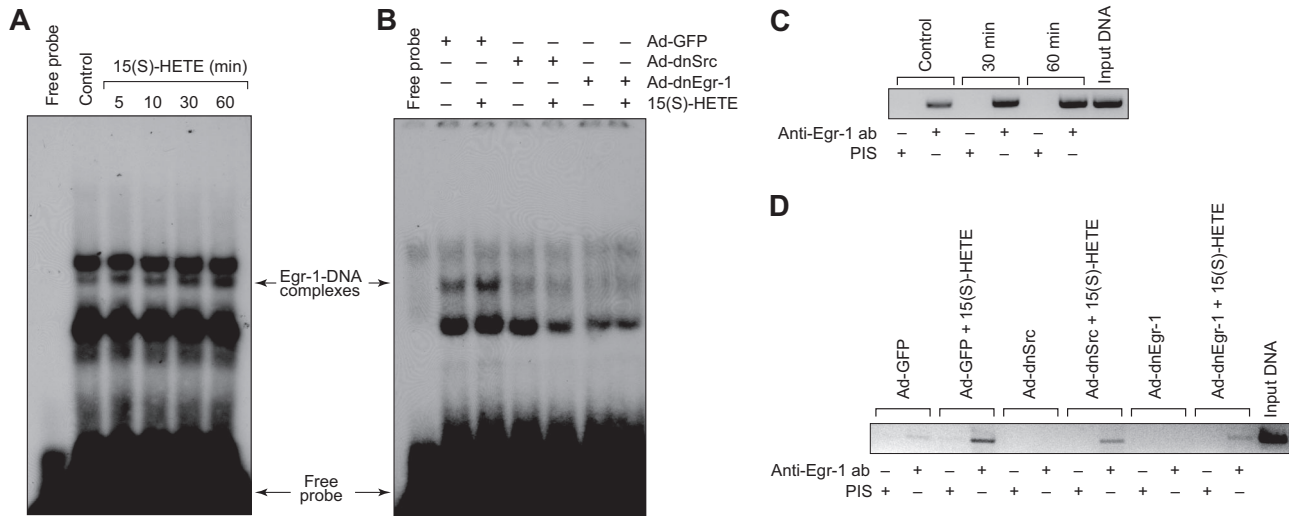 A
Free probe
Control
15(S)-HETE (min)
5 10 30 60
B
Free probe
+ + – – – – Ad-GFP
– – + + – – Ad-dnSrc
– – – – + + Ad-dnEgr-1
– + – + – + 15(S)-HETE
Egr-1-DNA
complexes
Free
probe
C
Control
30 min
60 min
Input DNA
Anti-Egr-1 ab – + – + – +
PIS + – + – + –
D
Ad-GFP
Ad-GFP + 15(S)-HETE
Ad-dnSrc
Ad-dnSrc + 15(S)-HETE
Ad-dnEgr-1
Ad-dnEgr-1 + 15(S)-HETE
Input DNA
Anti-Egr-1 ab – + – + – + – + – + – +
PIS + – + – + – + – + – + –